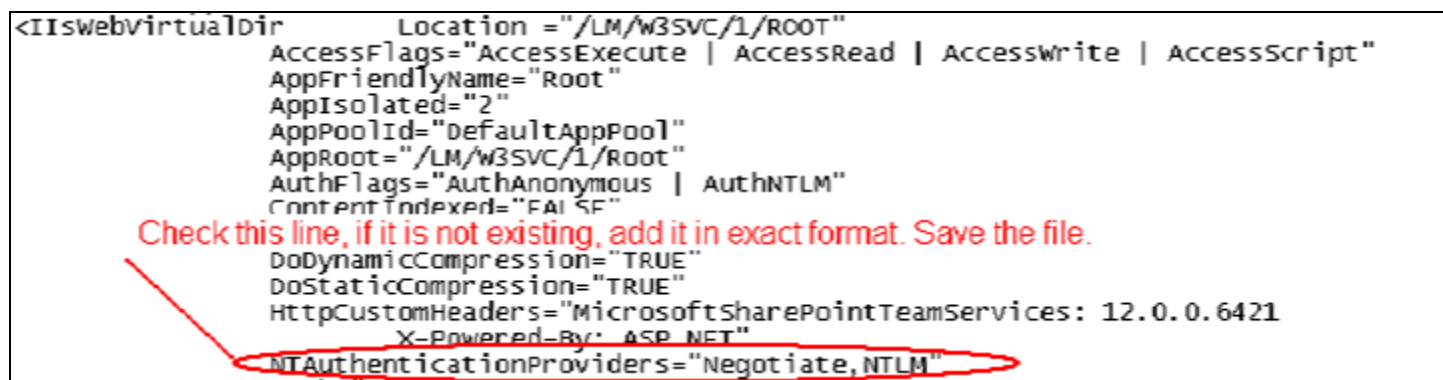 <IIsWebVirtualDir Location ="/LM/W3SVC/1/ROOT"
AccessFlags="AccessExecute | AccessRead | AccessWrite | AccessScript"
AppFriendlyName="Root"
AppIsolated="2"
AppPoolId="DefaultAppPool"
AppRoot="/LM/W3SVC/1/Root"
AuthFlags="AuthAnonymous | AuthNTLM"
ContentIndexed="FALSE"
Check this line, if it is not existing, add it in exact format. Save the file.
DoDynamicCompression="TRUE"
DoStaticCompression="TRUE"
HttpCustomHeaders="MicrosoftSharePointTeamServices: 12.0.0.6421
X-Powered-By: ASP.NET"
NTAuthenticationProviders="Negotiate,NTLM"